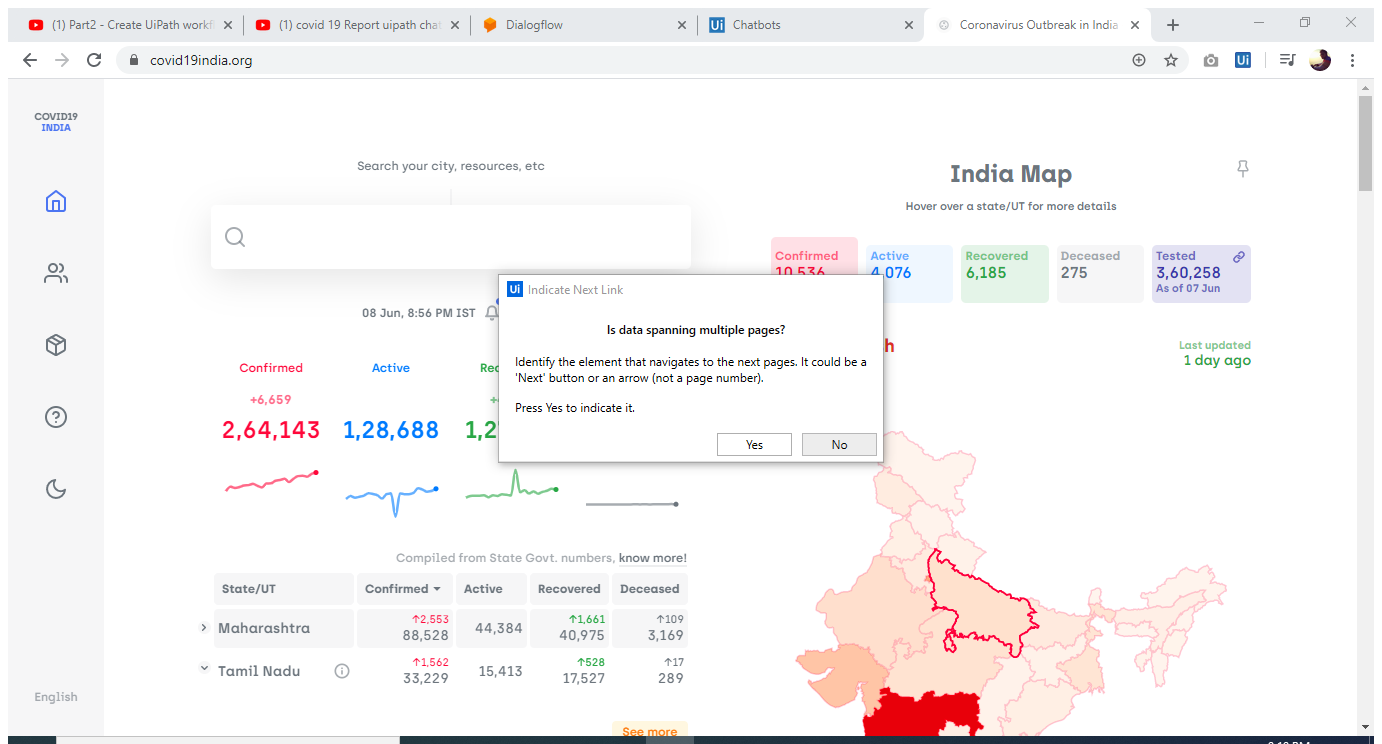 (1) Part2 - Create UiPath workf
(1) covid 19 Report uipath chat
Dialogflow
Ui Chatbots
Coronavirus Outbreak in India
covid19india.org
Ui
COVID19
INDIA
English
Search your city, resources, etc
08 Jun, 8:56 PM IST
Confirmed
+6,659
2,64,143
Active
1,28,688
Compiled from State Govt. numbers, know more!
State/UT Confirmed Active Recovered Deceased
Maharashtra ↑2,553 88,528 44,384 ↑1,661 40,975 ↑109 3,169
Tamil Nadu ↑1,562 33,229 15,413 ↑528 17,527 ↑17 289
See more
Ui Indicate Next Link
Is data spanning multiple pages?
Identify the element that navigates to the next pages. It could be a
'Next' button or an arrow (not a page number).
Press Yes to indicate it.
Yes No
India Map
Hover over a state/UT for more details
Confirmed
10,536
Active
4,076
Recovered
6,185
Deceased
275
Tested
3,60,258
As of 07 Jun
Last updated
1 day ago